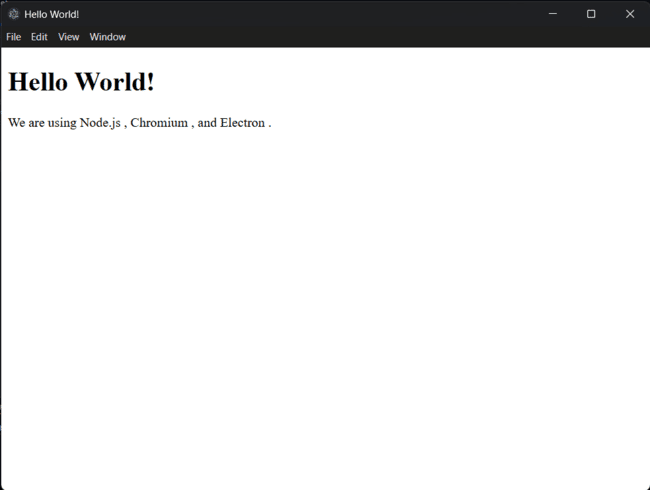 Hello World!
File Edit View Window
Hello World!
We are using Node.js , Chromium , and Electron .